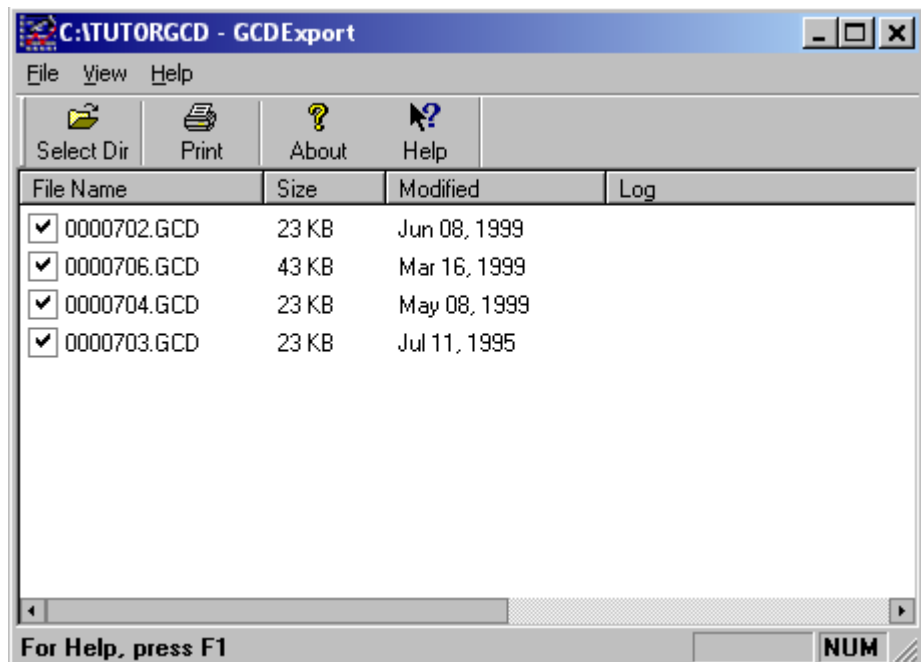 C:\TUTORGCD - GCDExport
File View Help
Select Dir Print About Help
File Name Size Modified Log
0000702.GCD 23 KB Jun 08, 1999
0000706.GCD 43 KB Mar 16, 1999
0000704.GCD 23 KB May 08, 1999
0000703.GCD 23 KB Jul 11, 1995
For Help, press F1 NUM